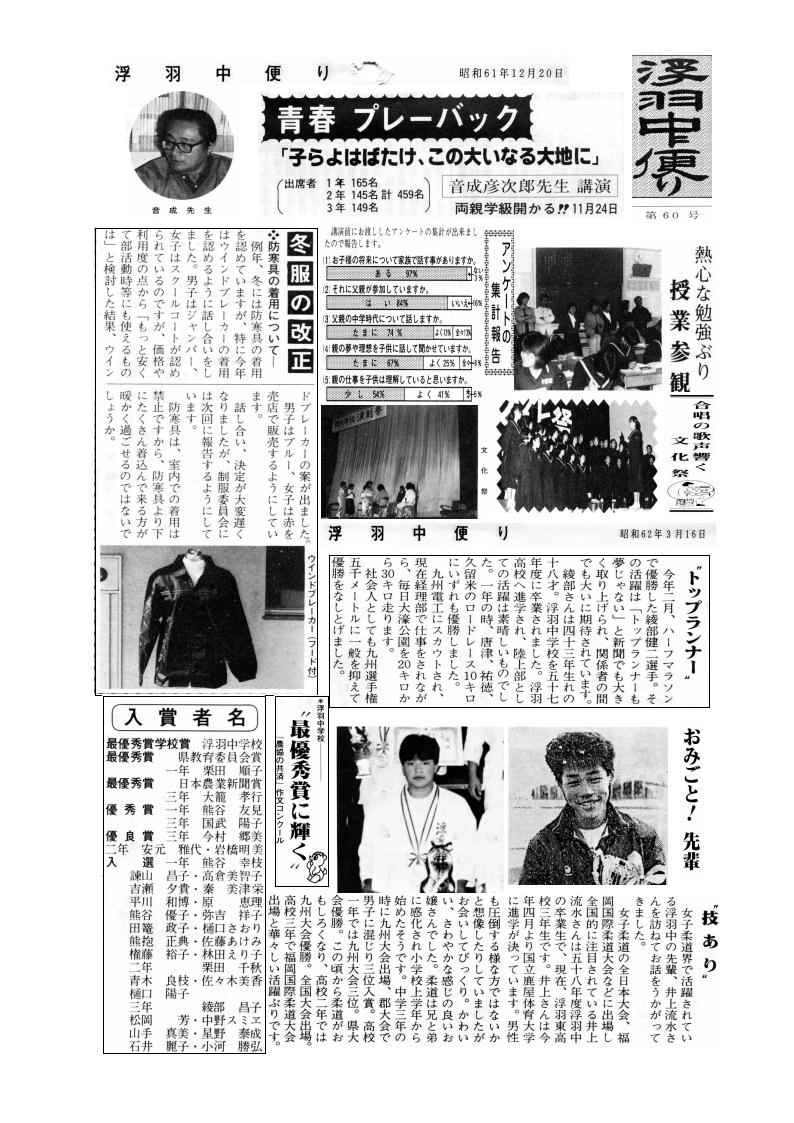 浮羽中便り
昭和61年12月20日
浮羽中便り
第60号
音成先生
青春 プレーバック
「子らよはばたけ、この大いなる大地に」
出席者 1年 165名
2年 145名 計 459名
3年 149名
音成彦次郎先生 講演
両親学級開かる!! 11月24日
熱心な勉強ぶり
授業参観
合唱の歌声響く
文化祭
アンケートの
集計報告
講演前にお渡ししたアンケートの集計が出来まし
たので報告します。
(1)お子様の将来について家族で話す事がありますか。
ある 97%
ない 3%
(2)それに父親が参加していますか。
はい 84%
いいえ 16%
(3)父親の中学時代について話しますか。
たまに 74%
よく13% 全々13%
(4)親の夢や理想を子供に話して聞かせていますか。
たまに 67%
よく 25% 全々 8%
(5)親の仕事を子供は理解していると思いますか。
少し 54%
よく 41%
6%
演劇祭
文化祭
冬服の改正
❖防寒具の着用について―
例年、冬には防寒具の着用
を認めていますが、特に今年
はウインドブレーカーの着用
を認めるように話し合いをし
ました。男子はジャンバー、
女子はスクールコートが認め
られているのですが、価格や
利用度の点から「もっと安く
て部活動時等にも使えるもの
は」と検討した結果、ウイン
ドブレーカーの案が出ました。
男子はブルー、女子は赤を
売店で販売するようにしてい
ます。
話し合い、決定が大変遅く
なりましたが、制服委員会に
は次回に報告するようにして
います。
防寒具は、室内での着用は
禁止ですから、防寒具より下
にたくさん着込んで来る方が
暖かく過ごせるのではないで
しょうか。
ウインドブレーカー(フード付)
浮羽中便り
昭和62年3月16日
"トップランナー"
今年二月、ハーフマラソン
で優勝した綾部健二選手。そ
の活躍は「トップランナーも
夢じゃない」と新聞でも大き
く取り上げられ、関係者の間
でも大いに期待されています。
綾部さんは四十三年生れの
十八才。浮羽中学校を五十七
年度に卒業されました。浮羽
高校へ進学され、陸上部とし
ての活躍は素晴しいものでし
た。一年の時、唐津、祐徳、
久留米のロードレース10キロ
にいずれも優勝しました。
九州電工にスカウトされ、
現在経理部で仕事をされなが
ら、毎日大濠公園を20キロか
ら30キロ走ります。
社会人としても九州選手権
五千メートルに一般を抑えて
優勝をなしとげました。
おみごと!先輩
"技あり"
女子柔道界で活躍されてい
る浮羽中の先輩、井上流水さ
んを訪ねてお話をうかがって
きました。
女子柔道の全日本大会、福
岡国際柔道大会などに出場し
全国的に注目されている井上
流水さんは五十八年度浮羽中
の卒業生で、現在、浮羽東高
校三年生です。井上さんは今
年四月より国立鹿屋体育大学
に進学が決っています。男性
も圧倒する様な方ではないか
と想像したりしていましたが
お会いしてびっくり。かわい
い、さわやかな感じの良いお
嬢さんでした。柔道は兄と弟
に感化され小学校上学年から
始めたそうです。中学三年の
時に九州大会出場、郡大会で
男子に混じり三位入賞。高校
一年では九州大会三位。県大
会優勝。この頃から柔道がお
もしろくなり、高校二年では
九州大会優勝。全国大会出場。
高校三年で福岡国際柔道大会
出場と華々しい活躍ぶりです。
*浮羽中学校
"最優秀賞に輝く"
「農協の共済」作文コンクール
入賞者名
最優秀賞学校賞 浮羽中学校
最優秀賞 県教育委員会賞
一年 栗田 順子
最優秀賞 日本農業新聞賞
三年 大籠 孝行
優秀賞 一年 熊谷 友見
三年 国武 陽子
優良賞 三年 今村 郷美
二年 安元 雅代・岩橋明美
入選 一年 熊谷 幸枝
諫山 昌子・高倉美智子
吉瀬 夕貴・秦 美津栄
平川 和博・原 恵理
熊谷 優子・弥吉 祥子
田篭 政子・樋口さおり
熊抱 正典・佐藤あけみ
権藤 裕子・林田えり子
二年 栗田 千秋
青木 良枝・佐々木美香
樋口 陽子
三年 綾部 昌子
松岡 芳・中野スミヱ
山手 真美・星野 泰成
石井 麗子・小河 勝弘